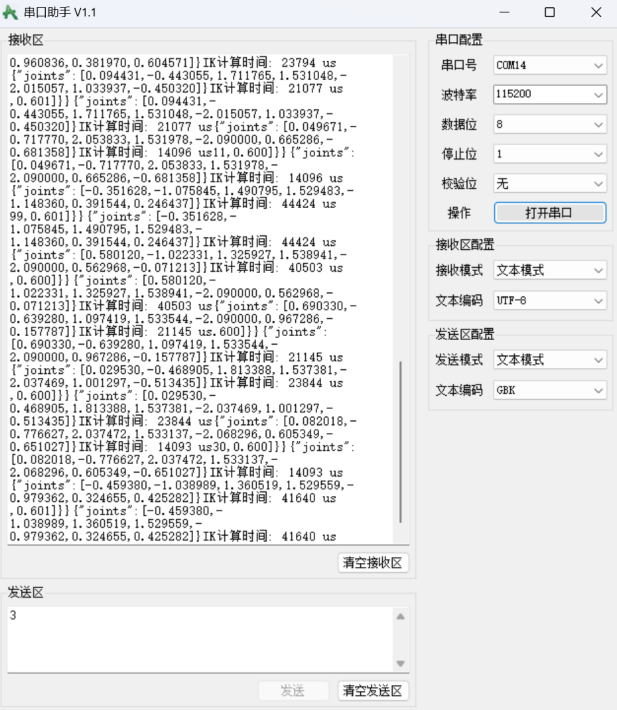 串口助手 V1.1
接收区
0.960836,0.381970,0.604571]}IK计算时间: 23794 us
{"joints":[0.094431,-0.443055,1.711765,1.531048,-
2.015057,1.033937,-0.450320]}IK计算时间: 21077 us
,0.601]}}{"joints":[0.094431,-
0.443055,1.711765,1.531048,-2.015057,1.033937,-
0.450320]}IK计算时间: 21077 us{"joints":[0.049671,-
0.717770,2.053833,1.531978,-2.090000,0.665286,-
0.681358]}IK计算时间: 14096 us11,0.600]}}{"joints":
[0.049671,-0.717770,2.053833,1.531978,-
2.090000,0.665286,-0.681358]}IK计算时间: 14096 us
{"joints":[-0.351628,-1.075845,1.490795,1.529483,-
1.148360,0.391544,0.246437]}IK计算时间: 44424 us
99,0.601]}}{"joints":[-0.351628,-
1.075845,1.490795,1.529483,-
1.148360,0.391544,0.246437]}IK计算时间: 44424 us
{"joints":[0.580120,-1.022331,1.325927,1.538941,-
2.090000,0.562968,-0.071213]}IK计算时间: 40503 us
,0.600]}}{"joints":[0.580120,-
1.022331,1.325927,1.538941,-2.090000,0.562968,-
0.071213]}IK计算时间: 40503 us{"joints":[0.690330,-
0.639280,1.097419,1.533544,-2.090000,0.967286,-
0.157787]}IK计算时间: 21145 us.600]}}{"joints":
[0.690330,-0.639280,1.097419,1.533544,-
2.090000,0.967286,-0.157787]}IK计算时间: 21145 us
{"joints":[0.029530,-0.468905,1.813388,1.537381,-
2.037469,1.001297,-0.513435]}IK计算时间: 23844 us
,0.600]}}{"joints":[0.029530,-
0.468905,1.813388,1.537381,-2.037469,1.001297,-
0.513435]}IK计算时间: 23844 us{"joints":[0.082018,-
0.776627,2.037472,1.533137,-2.068296,0.605349,-
0.651027]}IK计算时间: 14093 us30,0.600]}}{"joints":
[0.082018,-0.776627,2.037472,1.533137,-
2.068296,0.605349,-0.651027]}IK计算时间: 14093 us
{"joints":[-0.459380,-1.038989,1.360519,1.529559,-
0.979362,0.324655,0.425282]}IK计算时间: 41640 us
,0.601]}}{"joints":[-0.459380,-
1.038989,1.360519,1.529559,-
0.979362,0.324655,0.425282]}IK计算时间: 41640 us
清空接收区
发送区
3
发送 清空发送区
串口配置
串口号 COM14
波特率 115200
数据位 8
停止位 1
校验位 无
操作 打开串口
接收区配置
接收模式 文本模式
文本编码 UTF-8
发送区配置
发送模式 文本模式
文本编码 GBK